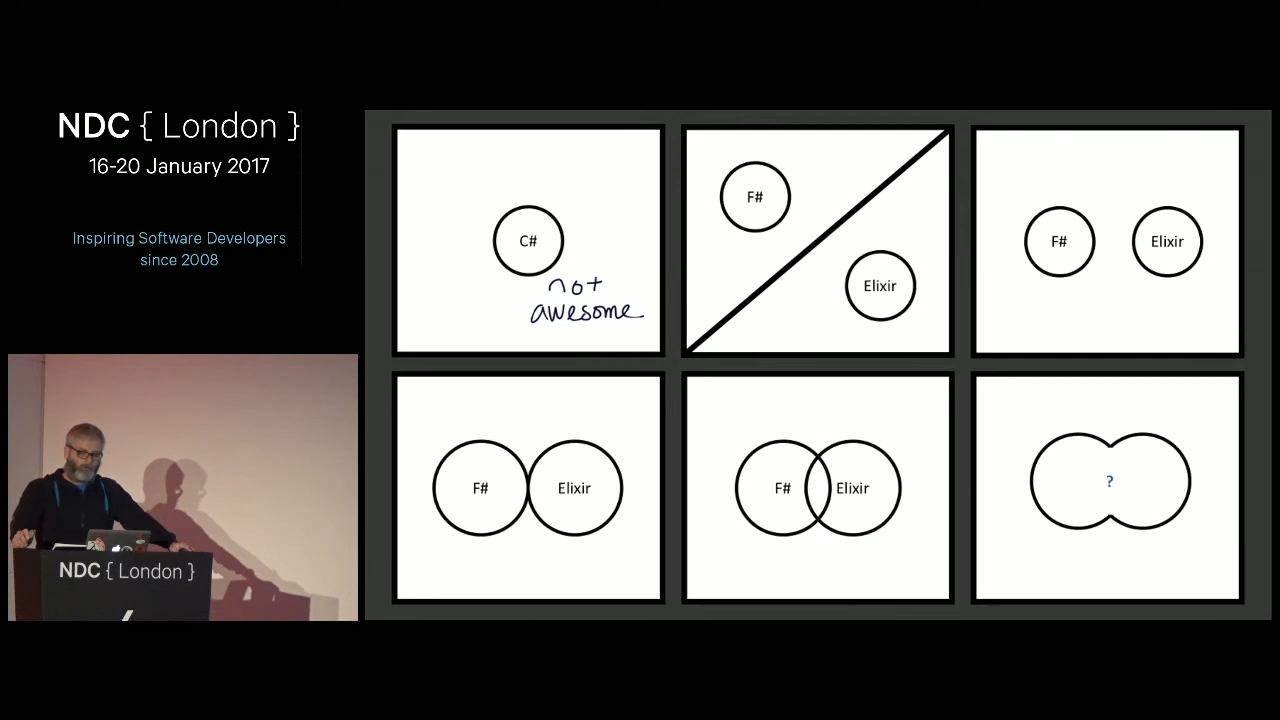 NDC { London }
16-20 January 2017
Inspiring Software Developers
since 2008
C#
not
awesome
F#
Elixir
F#
Elixir
F#
Elixir
F#
Elixir
?
NDC { London }